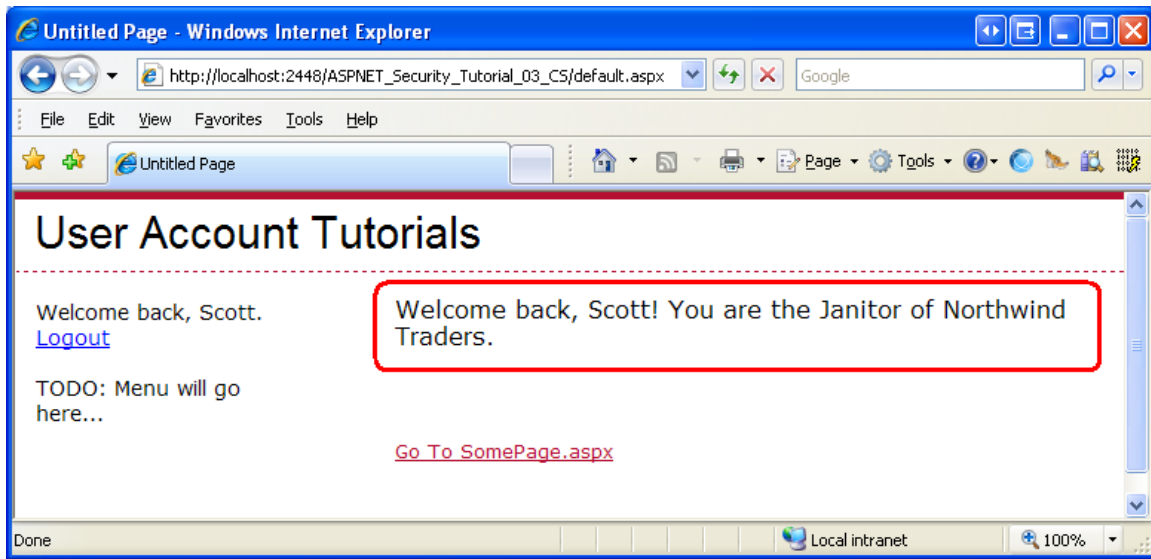 Untitled Page - Windows Internet Explorer
http://localhost:2448/ASPNET_Security_Tutorial_03_CS/default.aspx
Google
File Edit View Favorites Tools Help
Untitled Page
Page Tools
User Account Tutorials
Welcome back, Scott.
Logout
TODO: Menu will go
here...
Welcome back, Scott! You are the Janitor of Northwind
Traders.
Go To SomePage.aspx
Done
Local intranet
100%